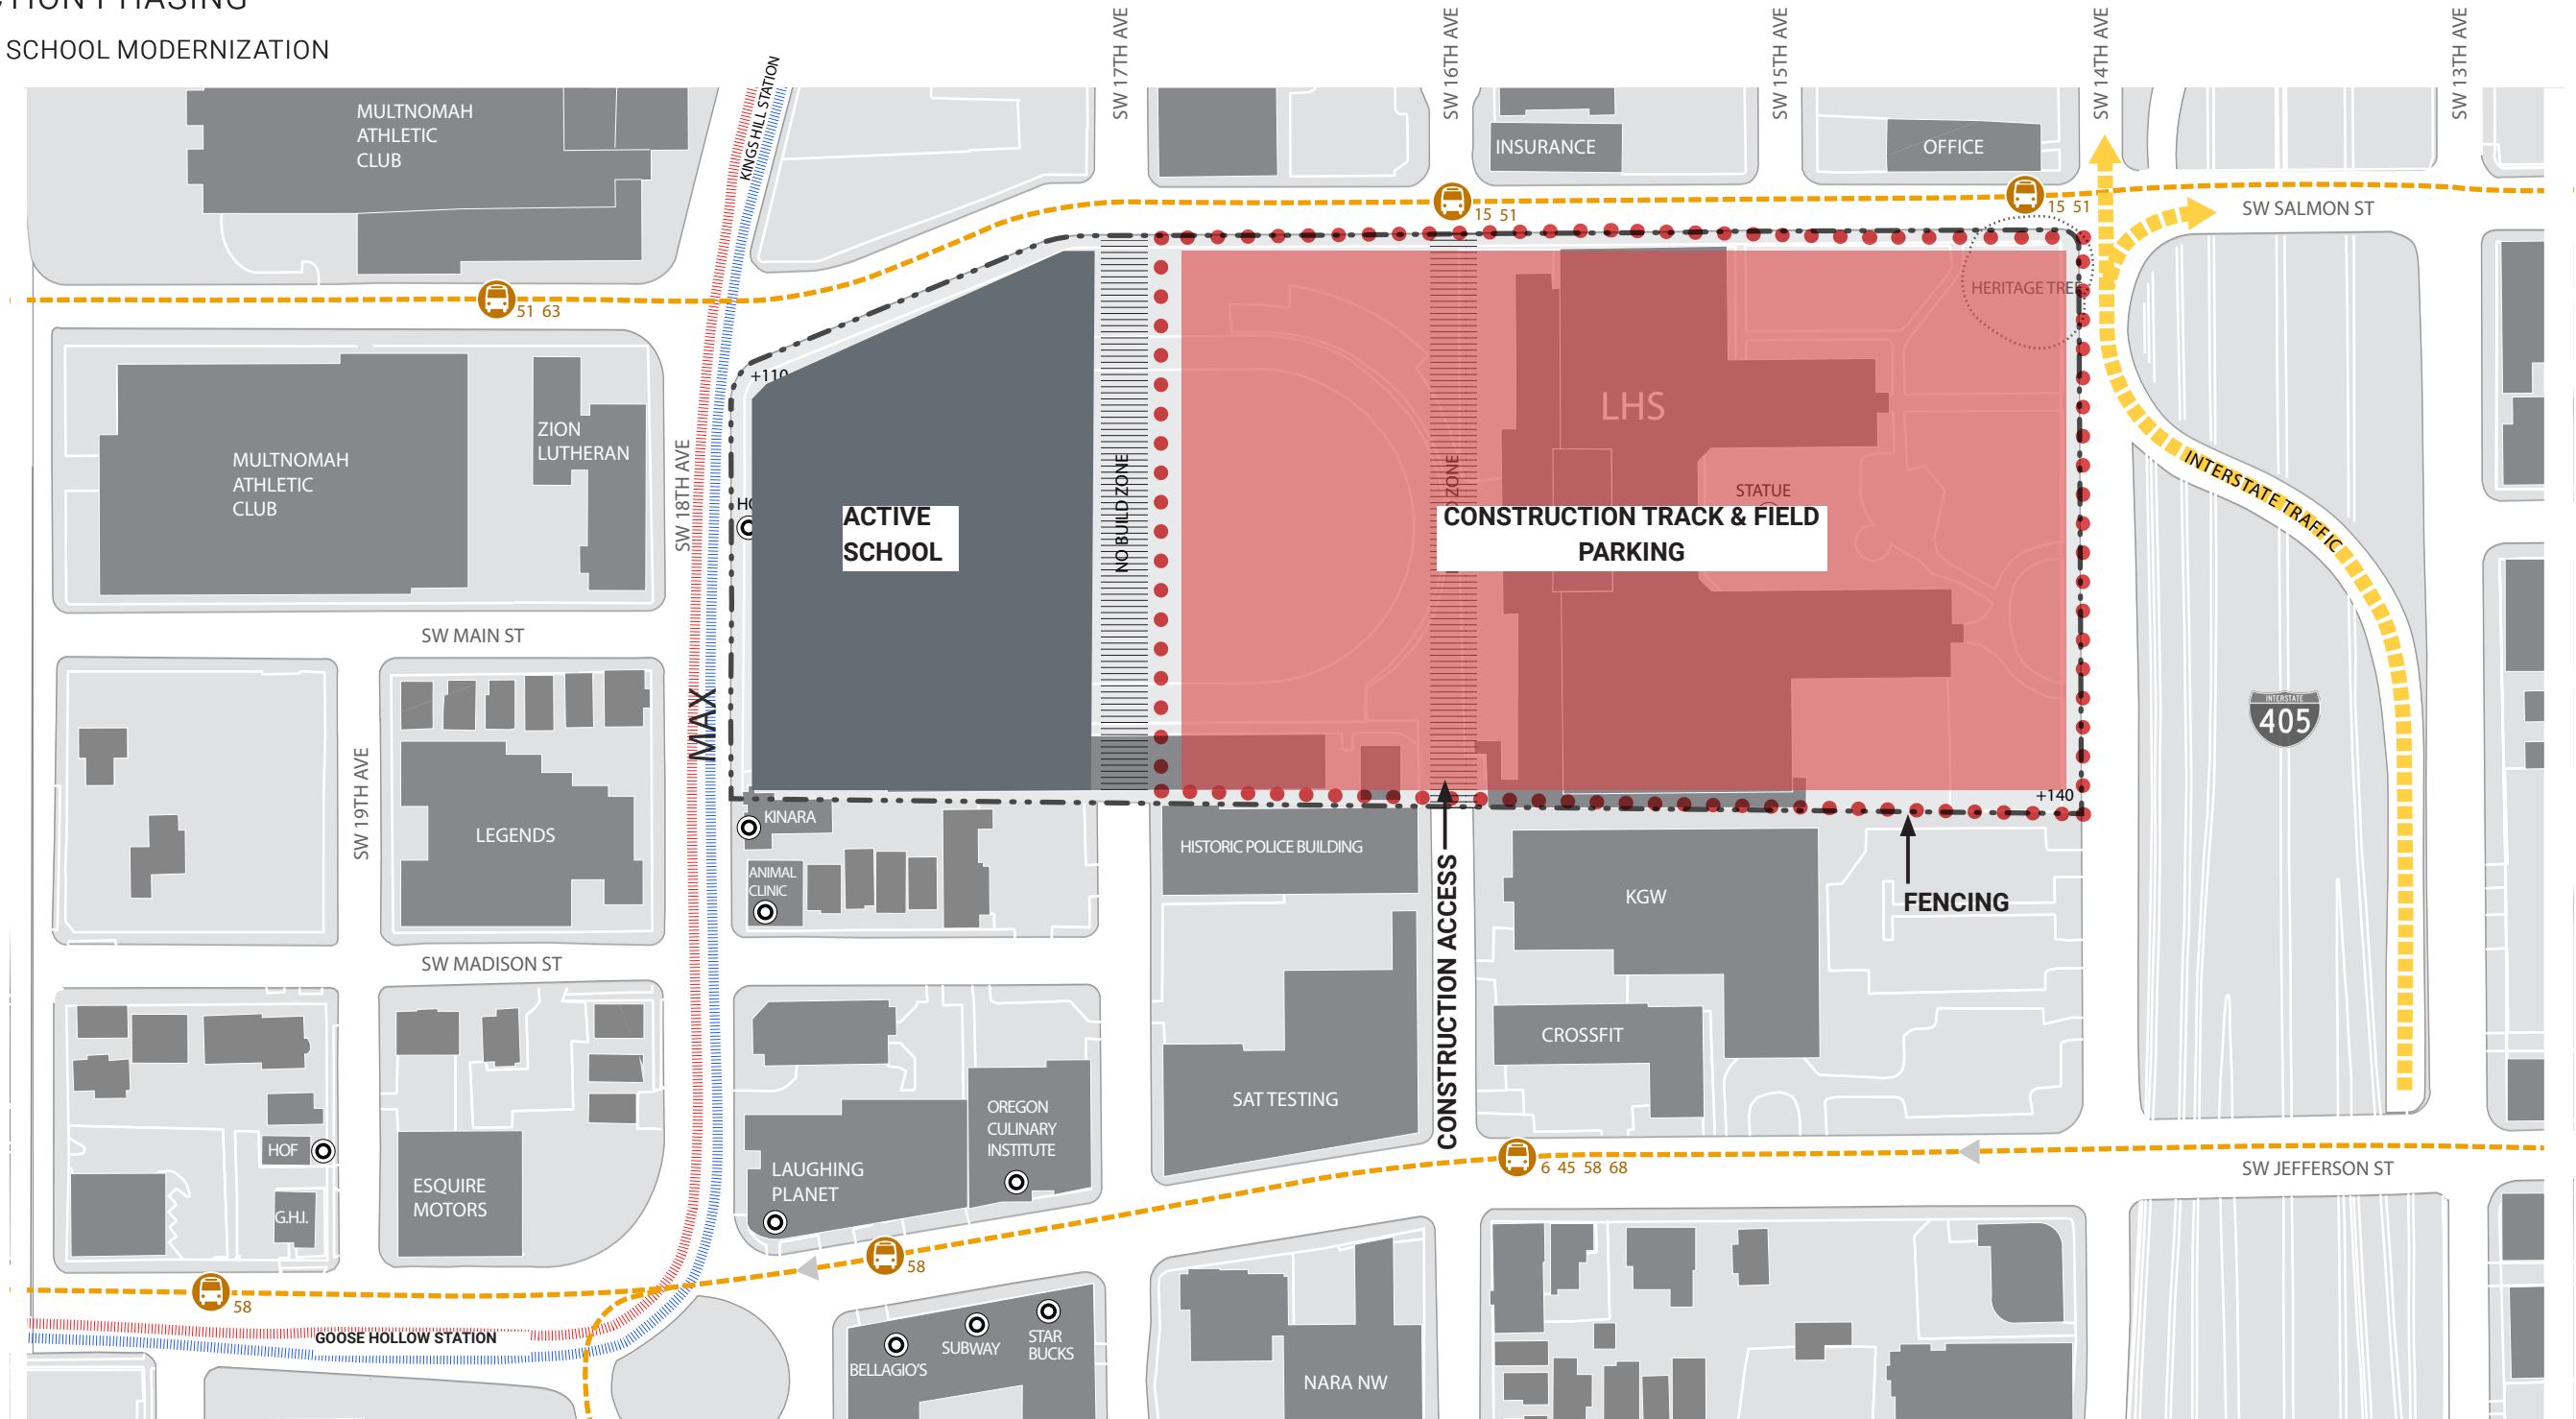 SCHOOL MODERNIZATION
SW 17TH AVE
SW 16TH AVE
SW 15TH AVE
SW 14TH AVE
SW 13TH AVE
KINGS HILL STATION
MULTNOMAH
ATHLETIC
CLUB
INSURANCE
OFFICE
15 51
15 51
SW SALMON ST
51 63
HERITAGE TREE
+110
LHS
ZION
LUTHERAN
MULTNOMAH
ATHLETIC
CLUB
SW 18TH AVE
NO BUILD ZONE
ZONE
STATUE
INTERSTATE TRAFFIC
ACTIVE
SCHOOL
CONSTRUCTION TRACK & FIELD
PARKING
SW MAIN ST
MAX
INTERSTATE
405
SW 19TH AVE
+140
LEGENDS
KINARA
HISTORIC POLICE BUILDING
ANIMAL
CLINIC
CONSTRUCTION ACCESS
KGW
FENCING
SW MADISON ST
CROSSFIT
SAT TESTING
OREGON
CULINARY
INSTITUTE
HOF
LAUGHING
PLANET
ESQUIRE
MOTORS
G.H.I.
6 45 58 68
SW JEFFERSON ST
58
58
GOOSE HOLLOW STATION
BELLAGIO'S
SUBWAY
STAR
BUCKS
NARA NW